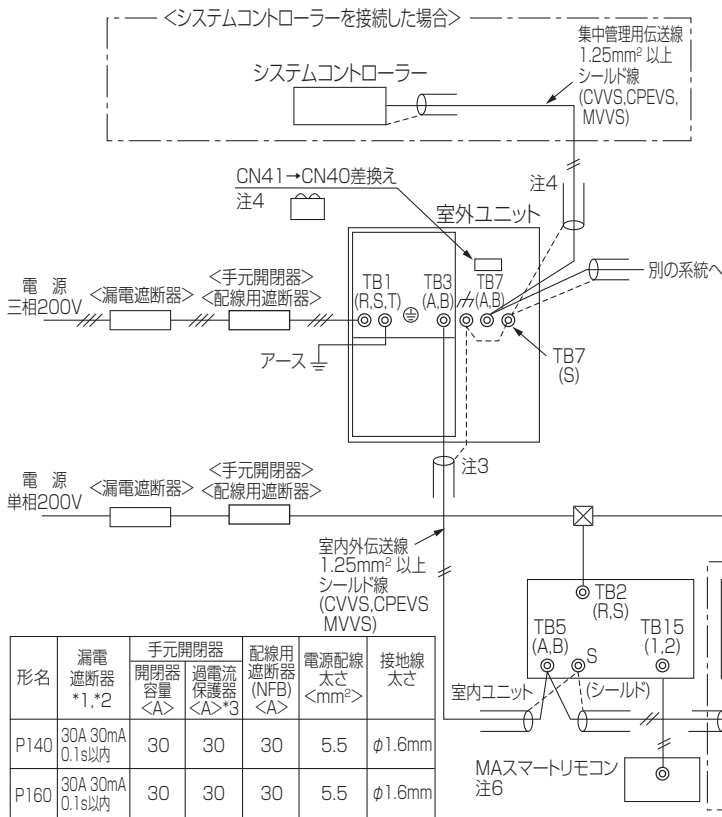 <システムコントローラーを接続した場合>
システムコントローラー
集中管理用伝送線
1.25mm² 以上
シールド線
(CVVS,CPEVS,
MVVS)
CN41→CN40差換え
注4
注4
室外ユニット
電 源
三相200V
<漏電遮断器>
<手元開閉器>
<配線用遮断器>
TB1
(R,S,T)
TB3
(A,B)
TB7
(A,B)
別の系統へ
アース
TB7
(S)
注3
電 源
単相200V
<漏電遮断器>
<手元開閉器>
<配線用遮断器>
室内外伝送線
1.25mm² 以上
シールド線
(CVVS,CPEVS
MVVS)
TB2
(R,S)
TB5
(A,B)
S
TB15
(1,2)
室内ユニット
(シールド)
MAスマートリモコン
注6
形名
漏電
遮断器
*1,*2
手元開閉器
開閉器
容量
<A>
過電流
保護器
<A>*3
配線用
遮断器
(NFB)
<A>
電源配線
太さ
<mm²>
接地線
太さ
P140
30A 30mA
0.1s以内
30
30
30
5.5
φ1.6mm
P160
30A 30mA
0.1s以内
30
30
30
5.5
φ1.6mm